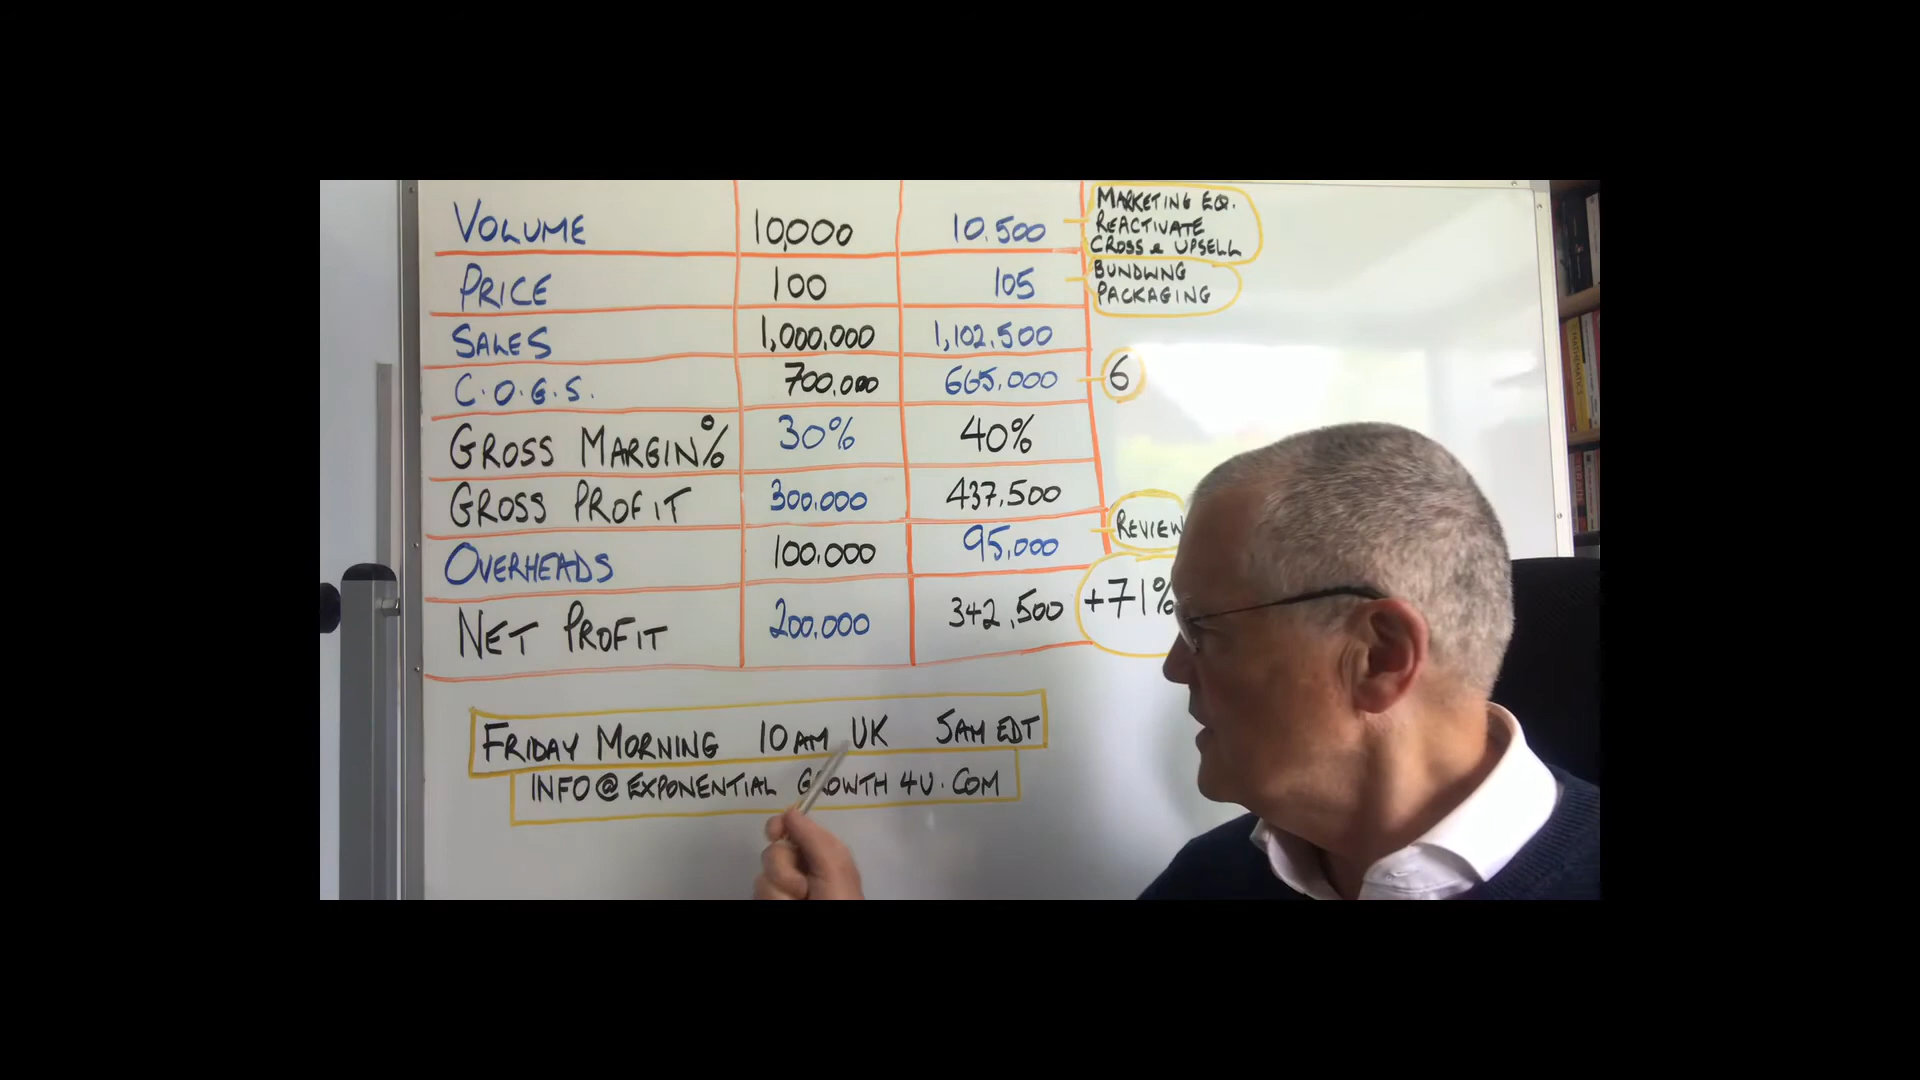 VOLUME 10,000 10.500
PRICE 100 105
SALES 1,000,000 1,102,500
C.O.G.S. 700,000 665,000
GROSS MARGIN% 30% 40%
GROSS PROFIT 300,000 437,500
OVERHEADS 100.000 95,000
NET PROFIT 200.000 342,500
MARKETING EQ.
REACTIVATE
CROSS & UPSELL
BUNDLING
PACKAGING
6
REVIEW
+71%
FRIDAY MORNING 10AM UK 5AM EDT
INFO@EXPONENTIAL GROWTH4U.COM
MATHEMATICS